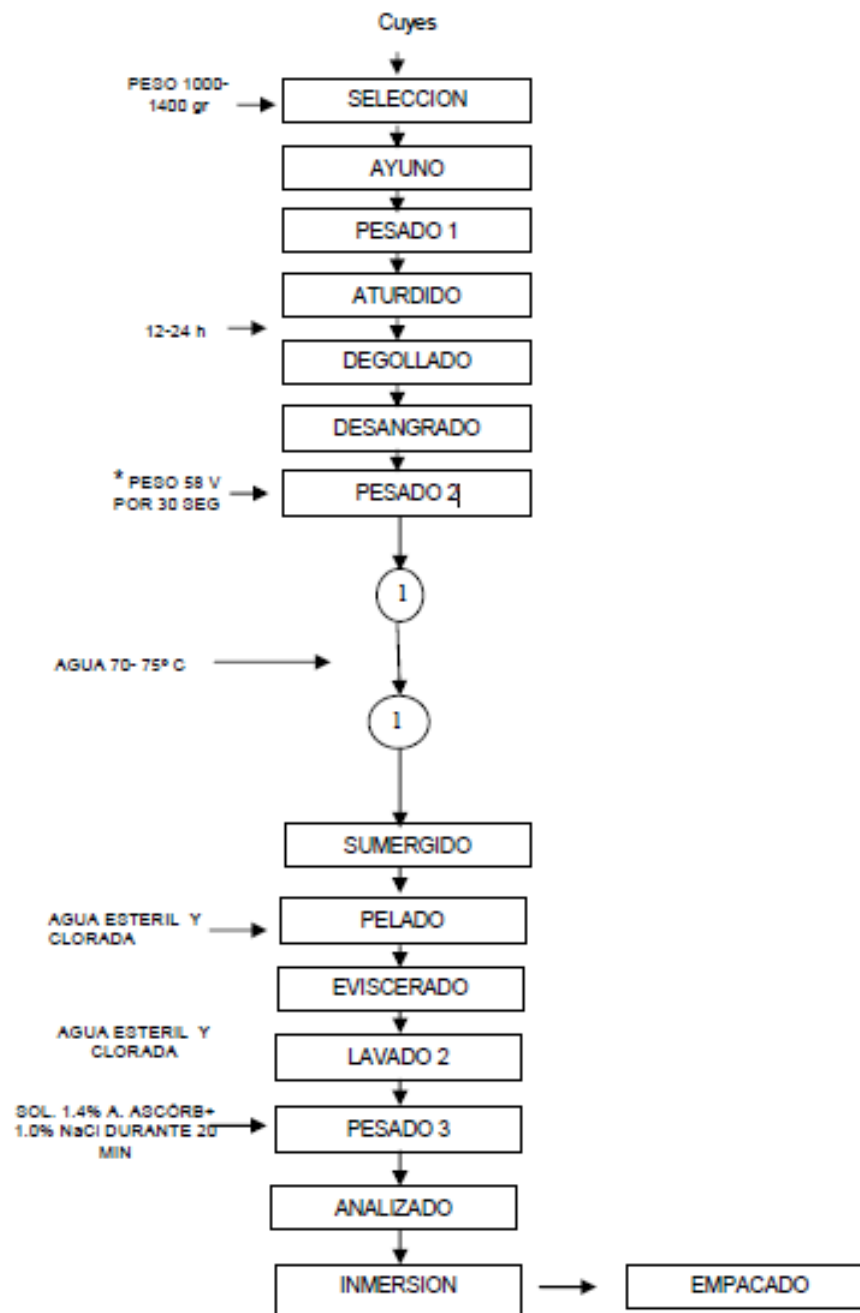 Cuyes
PESO 1000-
1400 gr
SELECCION
AYUNO
PESADO 1
ATURDIDO
12-24 h
DEGOLLADO
DESANGRADO
* PESO 58 V
POR 30 SEG
PESADO 2
1
AGUA 70- 75º C
1
SUMERGIDO
AGUA ESTERIL Y
CLORADA
PELADO
EVISCERADO
AGUA ESTERIL Y
CLORADA
LAVADO 2
SOL. 1.4% A. ASCÓRB+
1.0% NaCl DURANTE 20
MIN
PESADO 3
ANALIZADO
INMERSION
EMPACADO